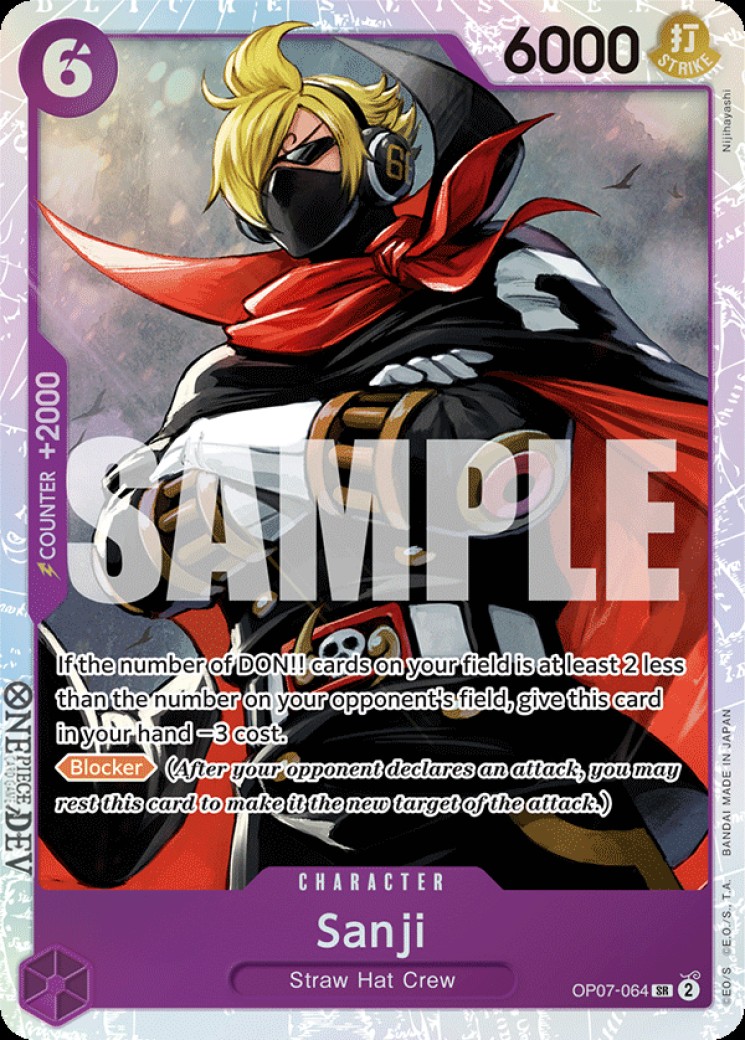 6
6000
打
STRIKE
Nijihayashi
66
COUNTER +2000
SAMPLE
If the number of DON!! cards on your field is at least 2 less
than the number on your opponent's field, give this card
in your hand −3 cost.
Blocker (After your opponent declares an attack, you may
rest this card to make it the new target of the attack.)
ONE PIECE
CARD GAME
DEV
©E.O./S., T.A. BANDAI MADE IN JAPAN
©EO/S
CHARACTER
Sanji
Straw Hat Crew
OP07-064 SR 2